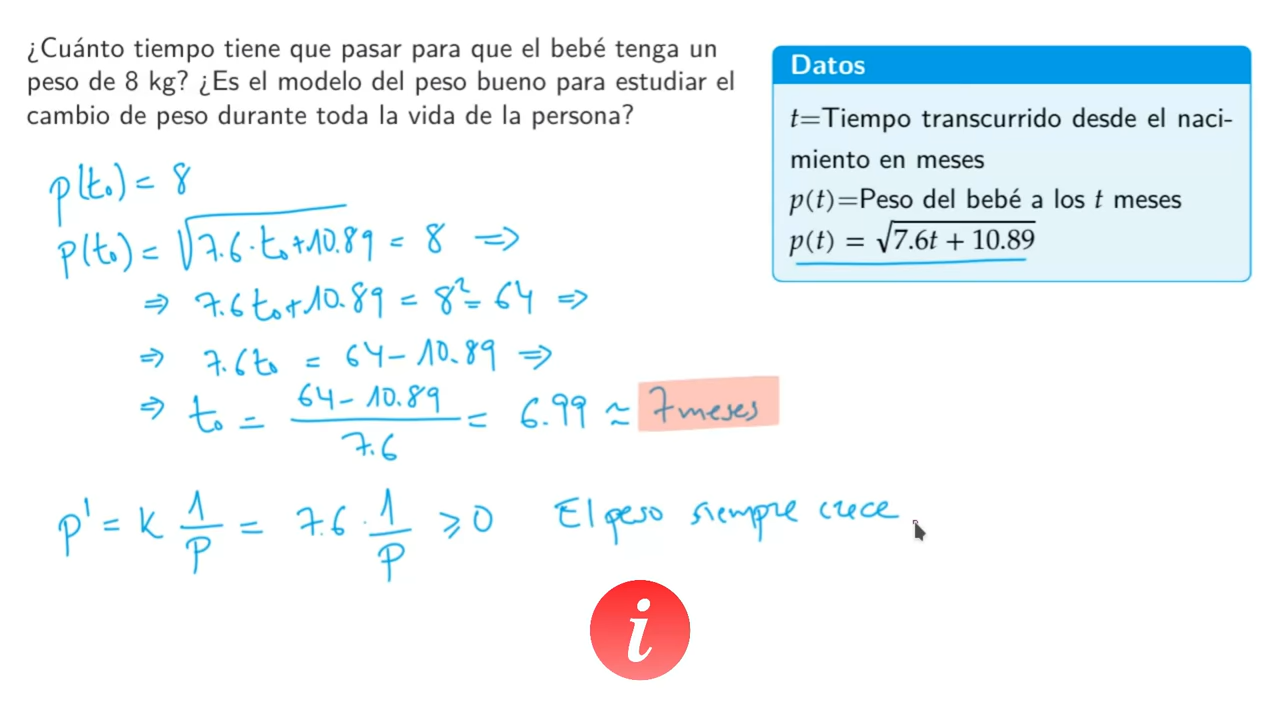 ¿Cuánto tiempo tiene que pasar para que el bebé tenga un
peso de 8 kg? ¿Es el modelo del peso bueno para estudiar el
cambio de peso durante toda la vida de la persona?
Datos
t=Tiempo transcurrido desde el naci-
miento en meses
p(t)=Peso del bebé a los t meses
p(t) = √(7.6t + 10.89)
p(t₀) = 8
p(t₀) = √(7.6·t₀+10.89) = 8 ⇒
⇒ 7.6t₀+10.89 = 8² = 64 ⇒
⇒ 7.6t₀ = 64 - 10.89 ⇒
⇒ t₀ = (64 - 10.89)/7.6 = 6.99 ≈ 7 meses
p' = K 1/p = 7.6 · 1/p ⩾ 0 El peso siempre crece
i